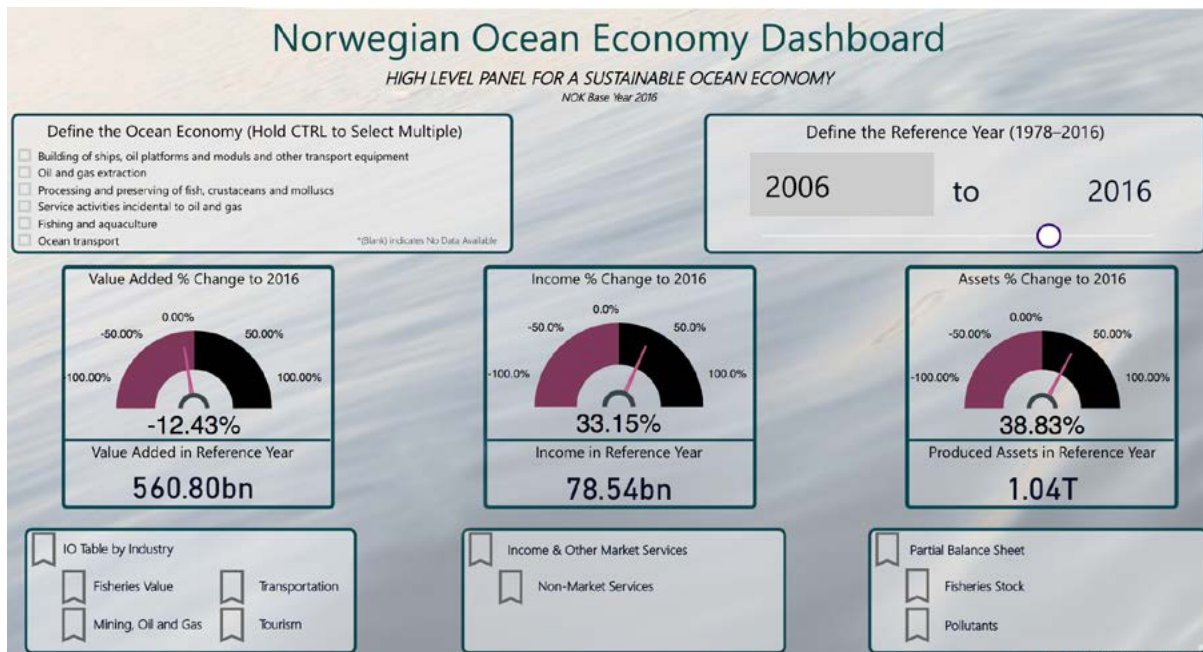 Norwegian Ocean Economy Dashboard
HIGH LEVEL PANEL FOR A SUSTAINABLE OCEAN ECONOMY
NOK Base Year 2016
Define the Ocean Economy (Hold CTRL to Select Multiple)
Building of ships, oil platforms and moduls and other transport equipment
Oil and gas extraction
Processing and preserving of fish, crustaceans and molluscs
Service activities incidental to oil and gas
Fishing and aquaculture
Ocean transport
*(Blank) indicates No Data Available
Define the Reference Year (1978–2016)
2006 to 2016
Value Added % Change to 2016
0.00%
-50.00% 50.00%
-100.00% 100.00%
-12.43%
Value Added in Reference Year
560.80bn
Income % Change to 2016
0.0%
-50.0% 50.0%
-100.0% 100.0%
33.15%
Income in Reference Year
78.54bn
Assets % Change to 2016
0.00%
-50.00% 50.00%
-100.00% 100.00%
38.83%
Produced Assets in Reference Year
1.04T
IO Table by Industry
Fisheries Value Transportation
Mining, Oil and Gas Tourism
Income & Other Market Services
Non-Market Services
Partial Balance Sheet
Fisheries Stock
Pollutants